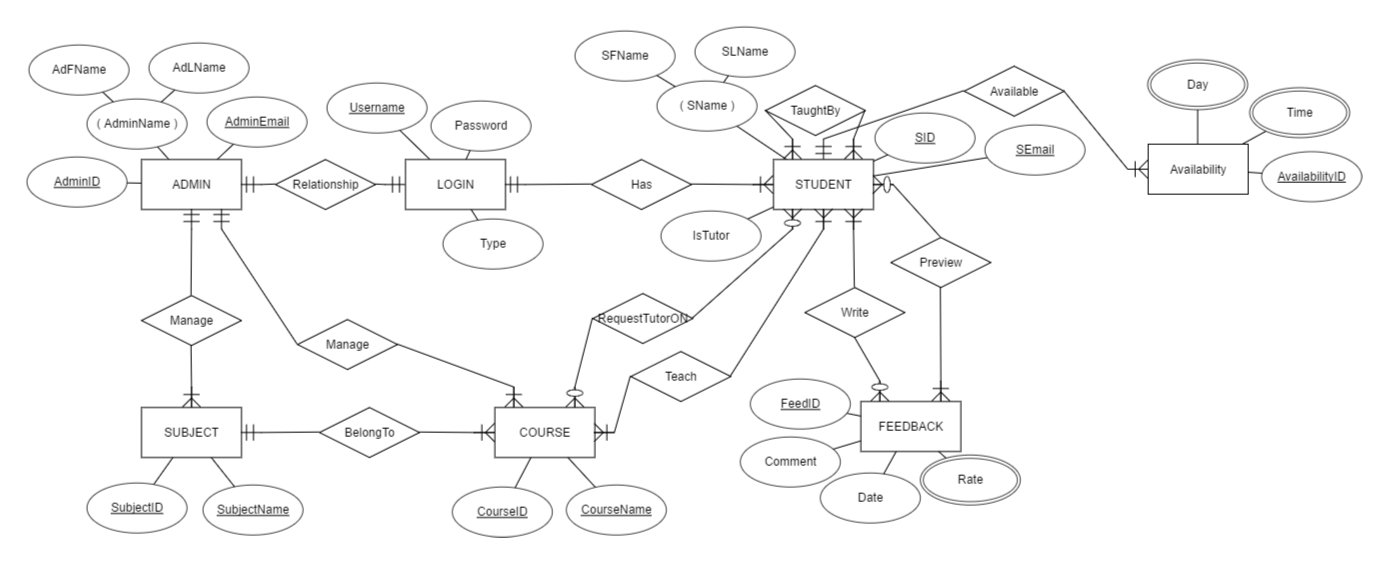 SFName
SLName
AdFName
AdLName
Day
Available
( SName )
TaughtBy
Username
Time
( AdminName )
AdminEmail
Password
SID
SEmail
AdminID
ADMIN
Relationship
LOGIN
Has
STUDENT
Availability
AvailabilityID
IsTutor
Type
Preview
Manage
RequestTutorON
Write
Manage
Teach
FeedID
SUBJECT
BelongTo
COURSE
FEEDBACK
Comment
Rate
Date
SubjectID
SubjectName
CourseID
CourseName